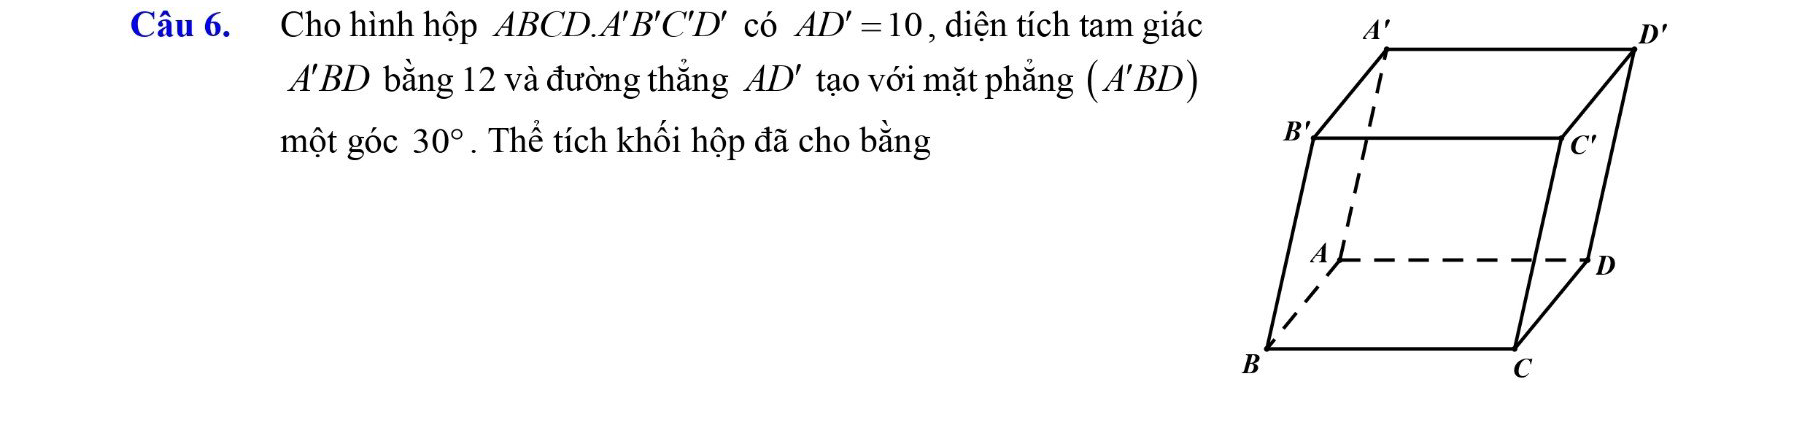 Câu 6. Cho hình hộp ABCD.A'B'C'D' có AD' = 10, diện tích tam giác
A'BD bằng 12 và đường thẳng AD' tạo với mặt phẳng (A'BD)
một góc 30°. Thể tích khối hộp đã cho bằng
A'
D'
B'
C'
A
D
B
C